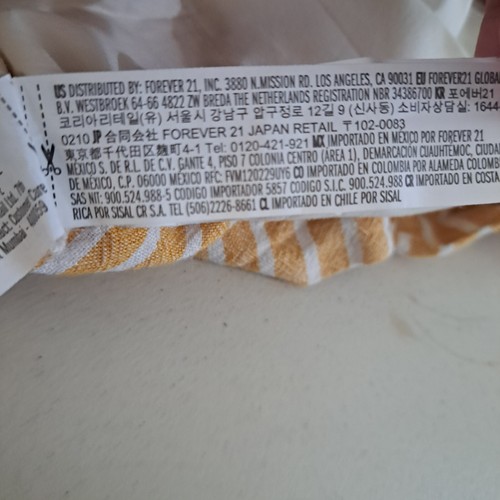 US DISTRIBUTED BY: FOREVER 21, INC. 3880 N.MISSION RD. LOS ANGELES, CA 90031 EU FOREVER21 GLOBAL
B.V. WESTBROEK 64-66 4822 ZW BREDA THE NETHERLANDS REGISTRATION NBR 34386700 KR 포에버21
코리아리테일(유) 서울시 강남구 압구정로 12길 9 (신사동) 소비자상담실: 1644
0210 JP 合同会社 FOREVER 21 JAPAN RETAIL 〒102-0083
東京都千代田区麹町4-1 Tel: 0120-421-921 MX IMPORTADO EN MÉXICO POR FOREVER 21
MÉXICO S. DE R.L. DE C.V. GANTE 4, PISO 7 COLONIA CENTRO (ÁREA 1), DEMARCACIÓN CUAUHTEMOC, CIUDAD
DE MÉXICO, C.P. 06000 MÉXICO RFC: FVM120229UY6 CO IMPORTADO EN COLOMBIA POR ALAMEDA COLOMB
SAS NIT: 900.524.988-5 CODIGO IMPORTADOR 5857 CODIGO S.I.C. 900.524.988 CR IMPORTADO EN COSTA
RICA POR SISAL CR S.A. TEL (506)2226-8661 CL IMPORTADO EN CHILE POR SISAL